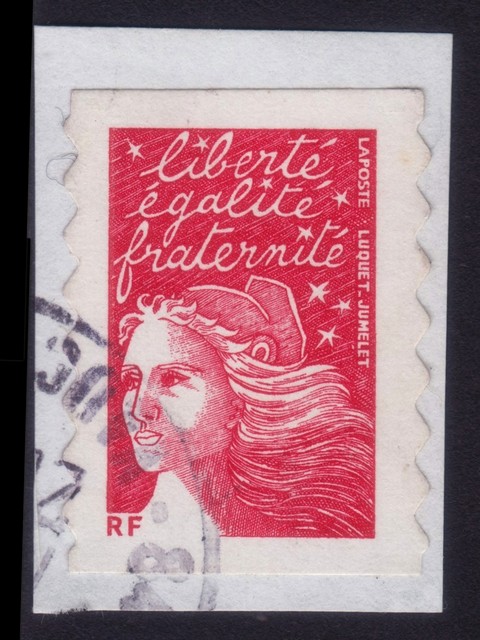 liberté
égalité
fraternité
LAPOSTE LUQUET-JUMELET
RF